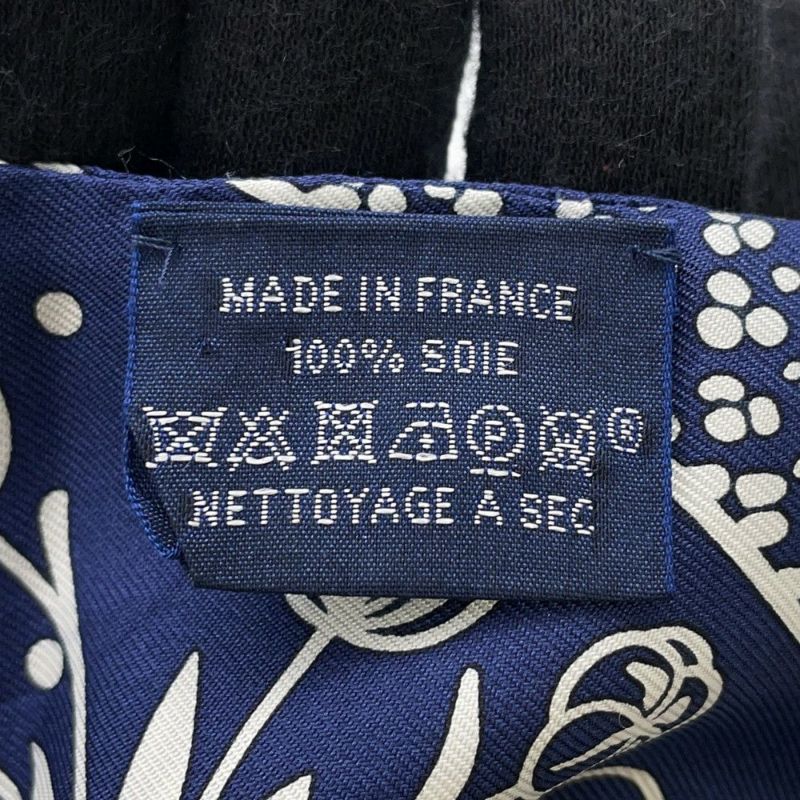 MADE IN FRANCE
100% SOIE
F W ®
NETTOYAGE A SEC